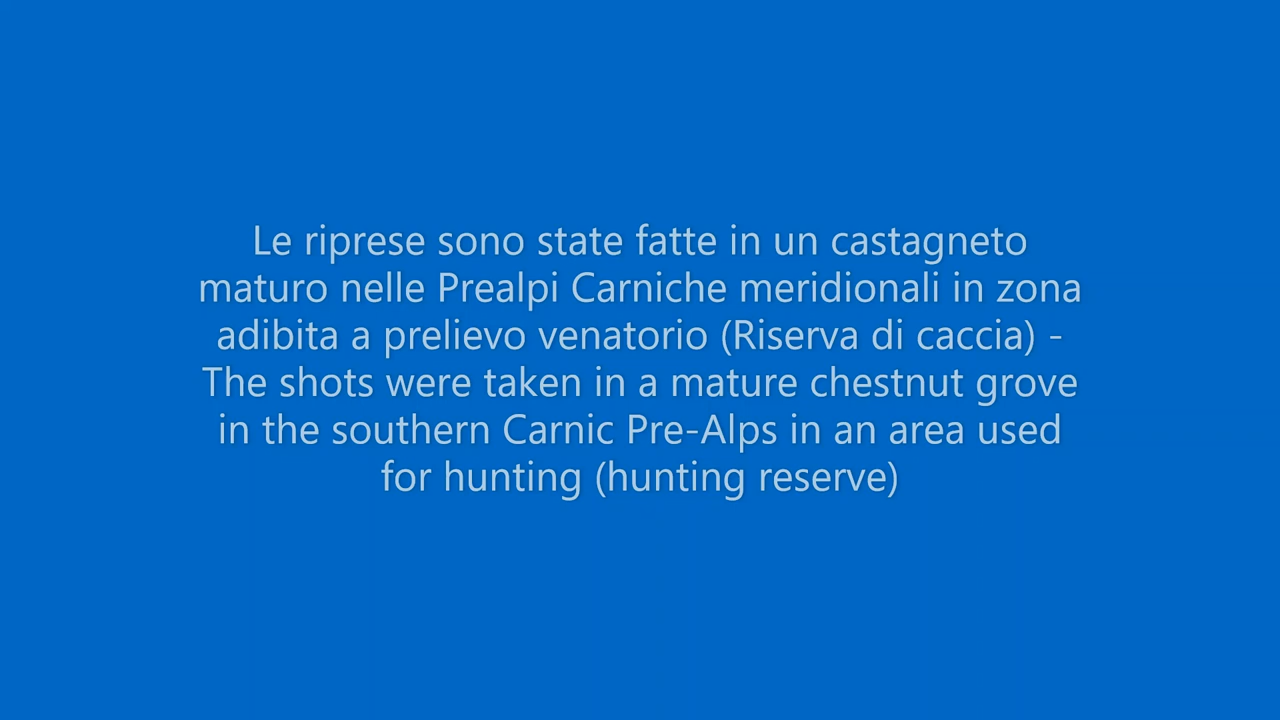 Le riprese sono state fatte in un castagneto
maturo nelle Prealpi Carniche meridionali in zona
adibita a prelievo venatorio (Riserva di caccia) -
The shots were taken in a mature chestnut grove
in the southern Carnic Pre-Alps in an area used
for hunting (hunting reserve)